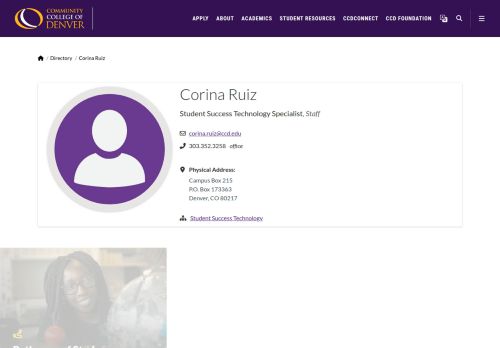 COMMUNITY
COLLEGE OF
DENVER
APPLY ABOUT ACADEMICS STUDENT RESOURCES CCDCONNECT CCD FOUNDATION
/ Directory / Corina Ruiz
Corina Ruiz
Student Success Technology Specialist, Staff
corina.ruiz@ccd.edu
303.352.3258 office
Physical Address:
Campus Box 215
P.O. Box 173363
Denver, CO 80217
Student Success Technology